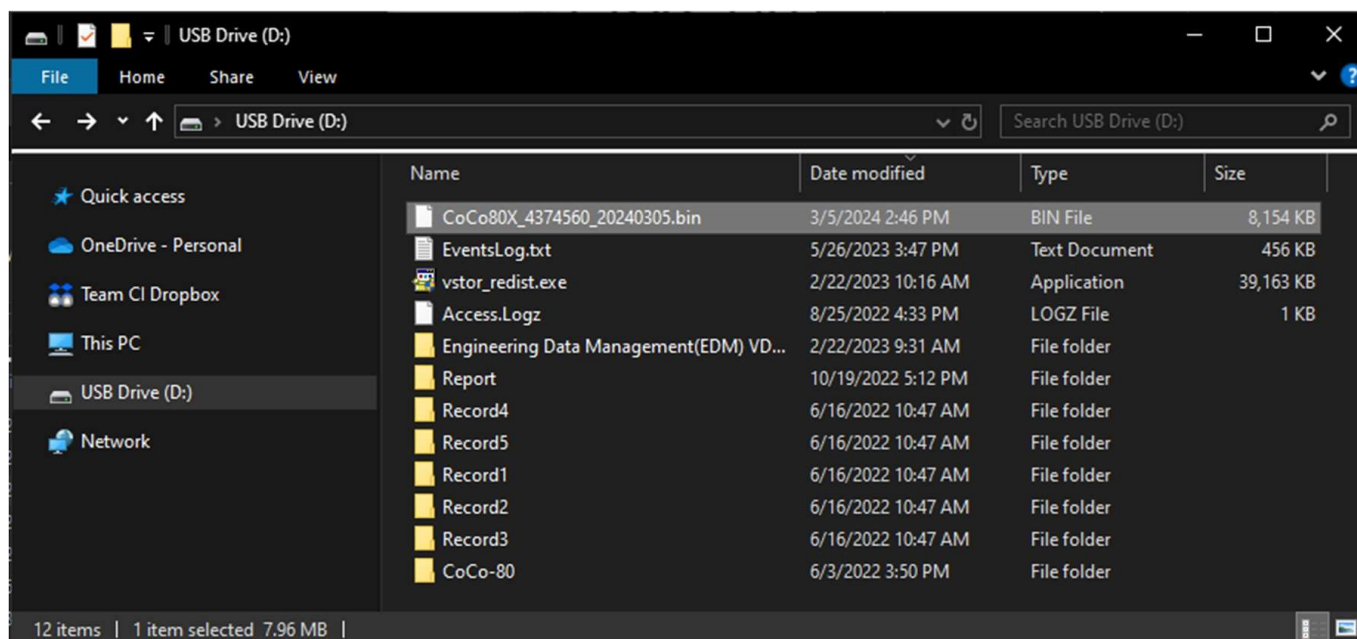 USB Drive (D:)
File Home Share View
USB Drive (D:) Search USB Drive (D:)
Name Date modified Type Size
Quick access
OneDrive - Personal
Team CI Dropbox
This PC
USB Drive (D:)
Network
CoCo80X_4374560_20240305.bin 3/5/2024 2:46 PM BIN File 8,154 KB
EventsLog.txt 5/26/2023 3:47 PM Text Document 456 KB
vstor_redist.exe 2/22/2023 10:16 AM Application 39,163 KB
Access.Logz 8/25/2022 4:33 PM LOGZ File 1 KB
Engineering Data Management(EDM) VD... 2/22/2023 9:31 AM File folder
Report 10/19/2022 5:12 PM File folder
Record4 6/16/2022 10:47 AM File folder
Record5 6/16/2022 10:47 AM File folder
Record1 6/16/2022 10:47 AM File folder
Record2 6/16/2022 10:47 AM File folder
Record3 6/16/2022 10:47 AM File folder
CoCo-80 6/3/2022 3:50 PM File folder
12 items | 1 item selected 7.96 MB |